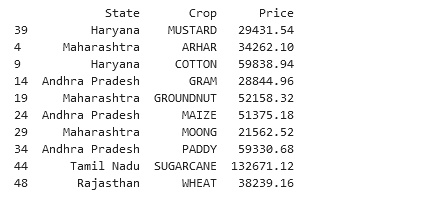 State Crop Price
39 Haryana MUSTARD 29431.54
4 Maharashtra ARHAR 34262.10
9 Haryana COTTON 59838.94
14 Andhra Pradesh GRAM 28844.96
19 Maharashtra GROUNDNUT 52158.32
24 Andhra Pradesh MAIZE 51375.18
29 Maharashtra MOONG 21562.52
34 Andhra Pradesh PADDY 59330.68
44 Tamil Nadu SUGARCANE 132671.12
48 Rajasthan WHEAT 38239.16